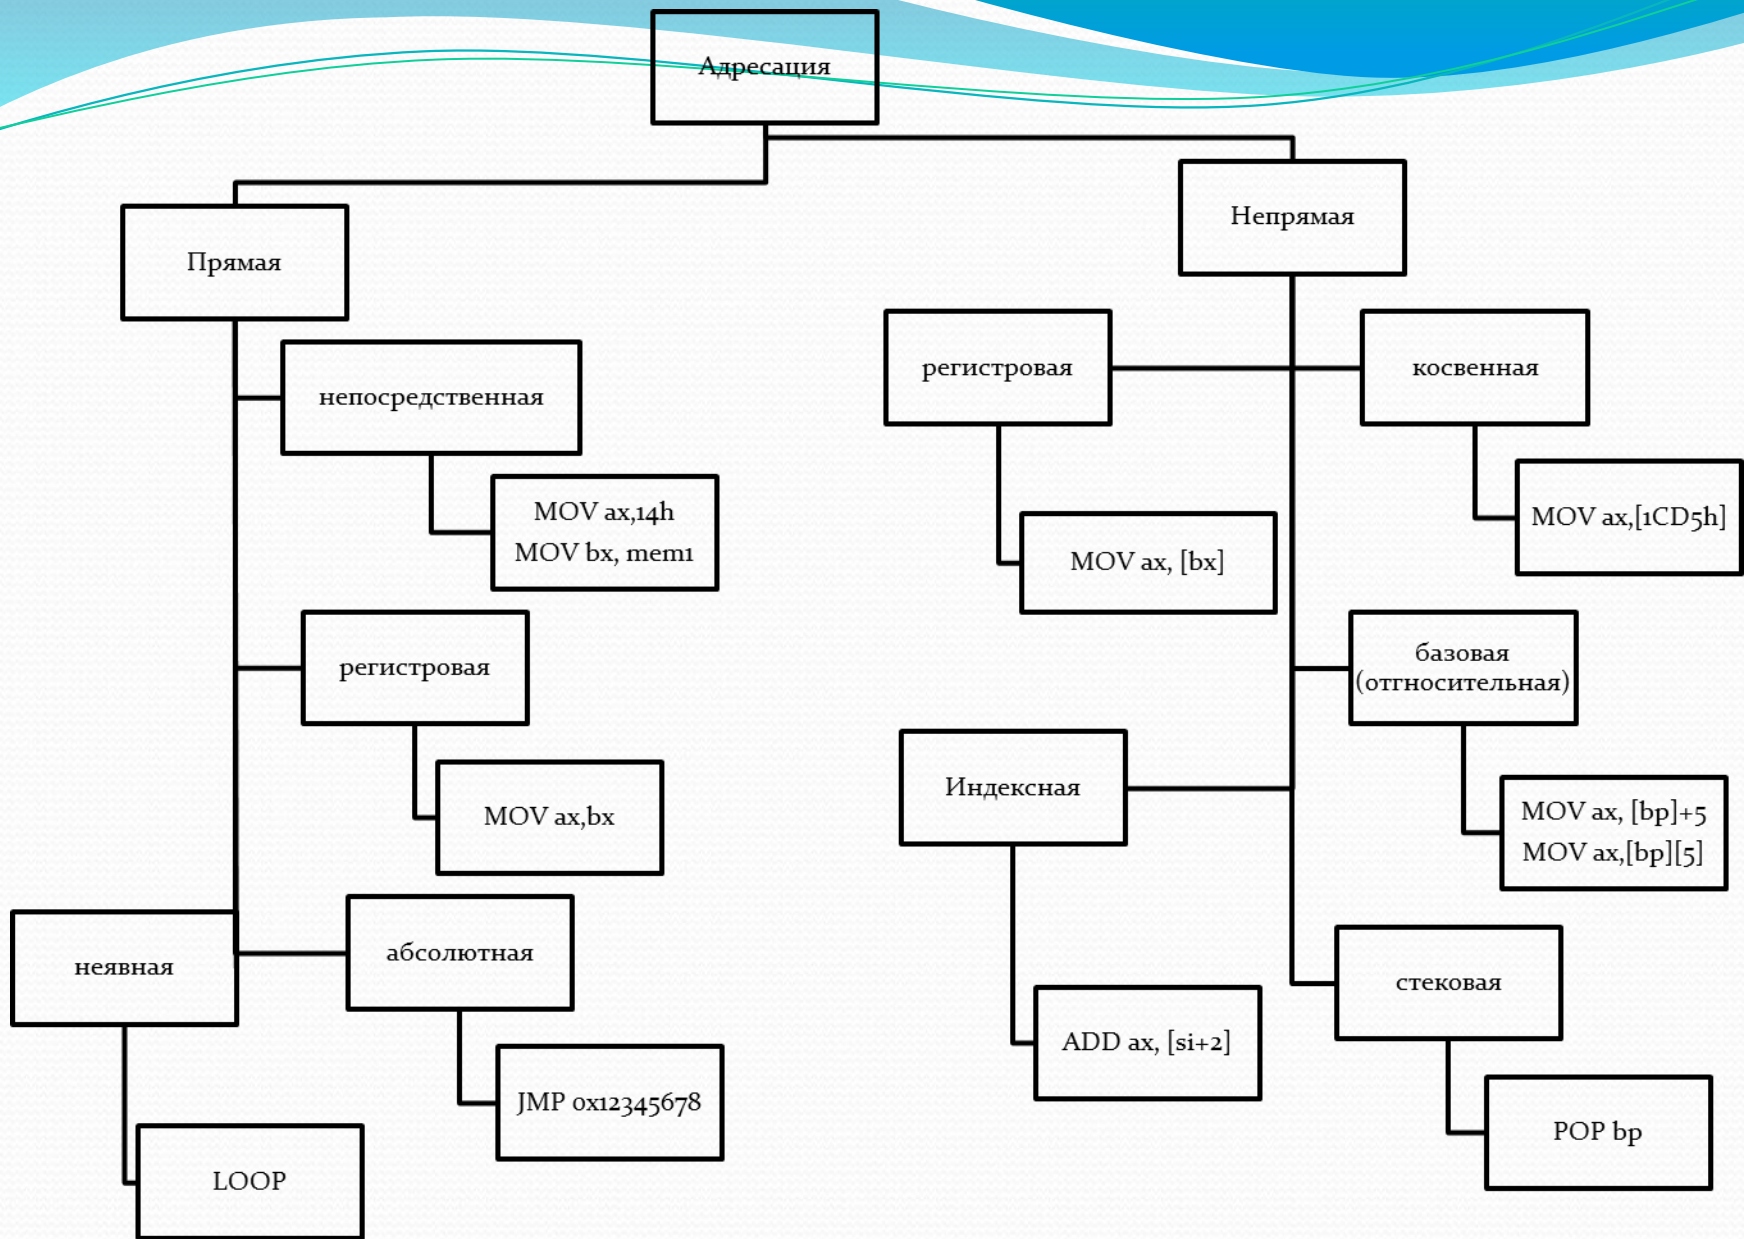 Адресация
Прямая
непосредственная
MOV ax,14h
MOV bx, mem1
регистровая
MOV ax,bx
неявная
LOOP
абсолютная
JMP 0x12345678
Непрямая
регистровая
MOV ax, [bx]
косвенная
MOV ax,[1CD5h]
базовая
(отгносительная)
MOV ax, [bp]+5
MOV ax,[bp][5]
Индексная
ADD ax, [si+2]
стековая
POP bp